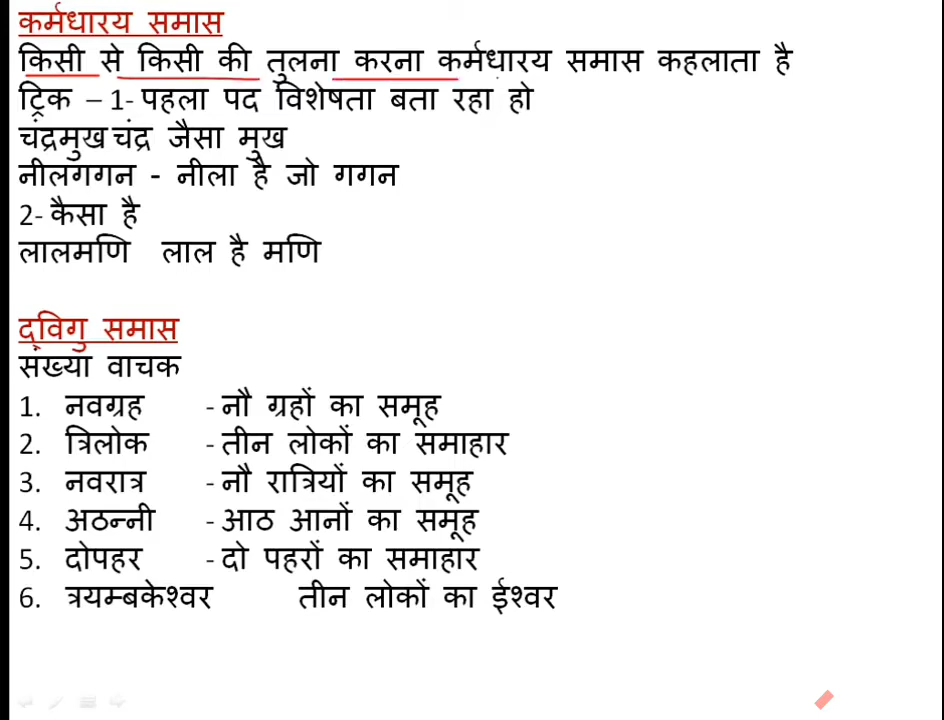 कर्मधारय समास
किसी से किसी की तुलना करना कर्मधारय समास कहलाता है
ट्रिक – 1- पहला पद विशेषता बता रहा हो
चंद्रमुख चंद्र जैसा मुख
नीलगगन - नीला है जो गगन
2- कैसा है
लालमणि लाल है मणि
द्विगु समास
संख्या वाचक
1. नवग्रह - नौ ग्रहों का समूह
2. त्रिलोक - तीन लोकों का समाहार
3. नवरात्र - नौ रात्रियों का समूह
4. अठन्नी - आठ आनों का समूह
5. दोपहर - दो पहरों का समाहार
6. त्रयम्बकेश्वर तीन लोकों का ईश्वर